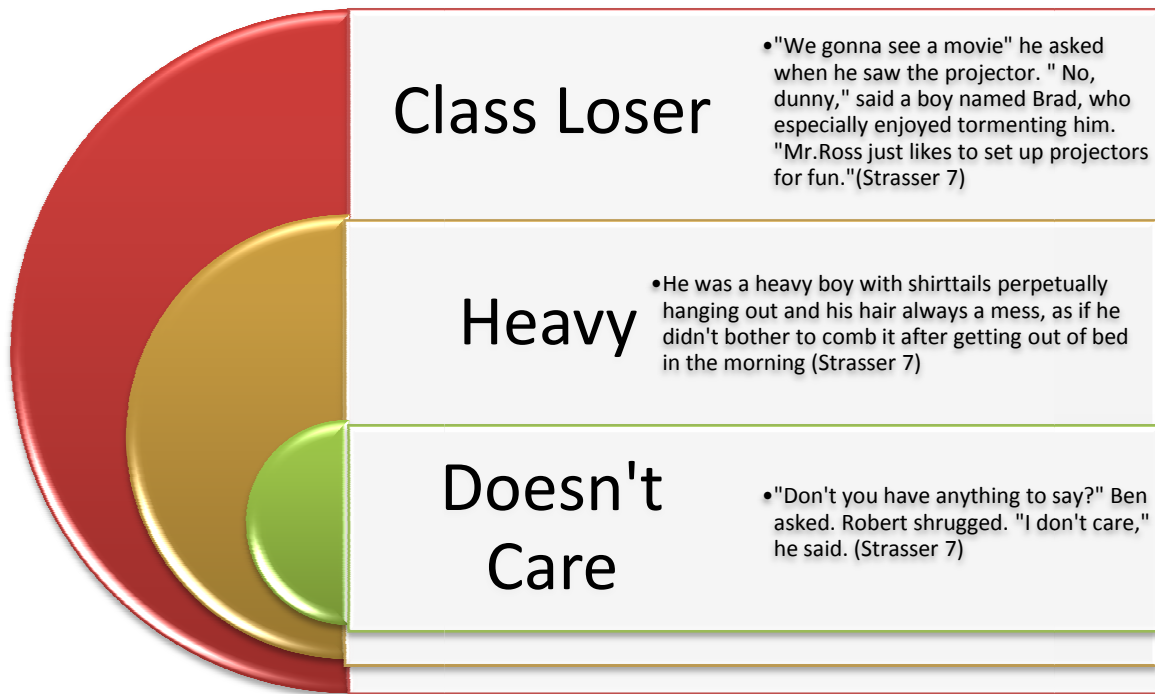 Class Loser
•"We gonna see a movie" he asked
when he saw the projector. " No,
dunny," said a boy named Brad, who
especially enjoyed tormenting him.
"Mr.Ross just likes to set up projectors
for fun."(Strasser 7)
Heavy
•He was a heavy boy with shirttails perpetually
hanging out and his hair always a mess, as if he
didn't bother to comb it after getting out of bed
in the morning (Strasser 7)
Doesn't
Care
•"Don't you have anything to say?" Ben
asked. Robert shrugged. "I don't care,"
he said. (Strasser 7)